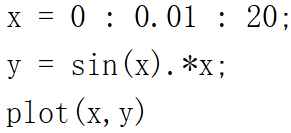 x = 0 : 0.01 : 20;
y = sin(x).*x;
plot(x,y)